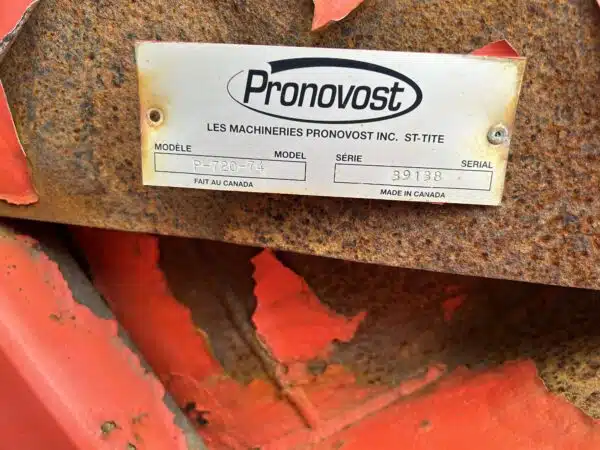 Pronovost
LES MACHINERIES PRONOVOST INC. ST-TITE
MODÈLE MODEL SÉRIE SERIAL
P-720-74 39138
FAIT AU CANADA MADE IN CANADA